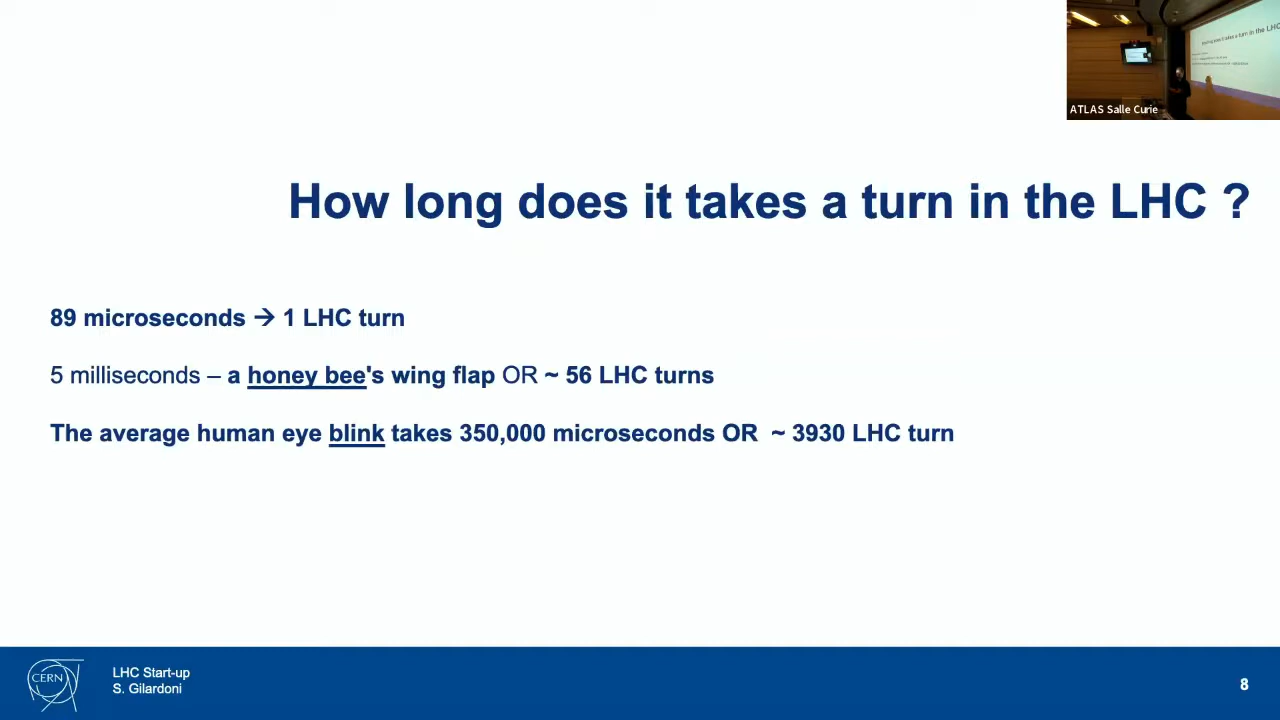 ATLAS Salle Curie
How long does it takes a turn in the LHC ?
89 microseconds → 1 LHC turn
5 milliseconds – a honey bee's wing flap OR ~ 56 LHC turns
The average human eye blink takes 350,000 microseconds OR ~ 3930 LHC turn
CERN
LHC Start-up
S. Gilardoni
8